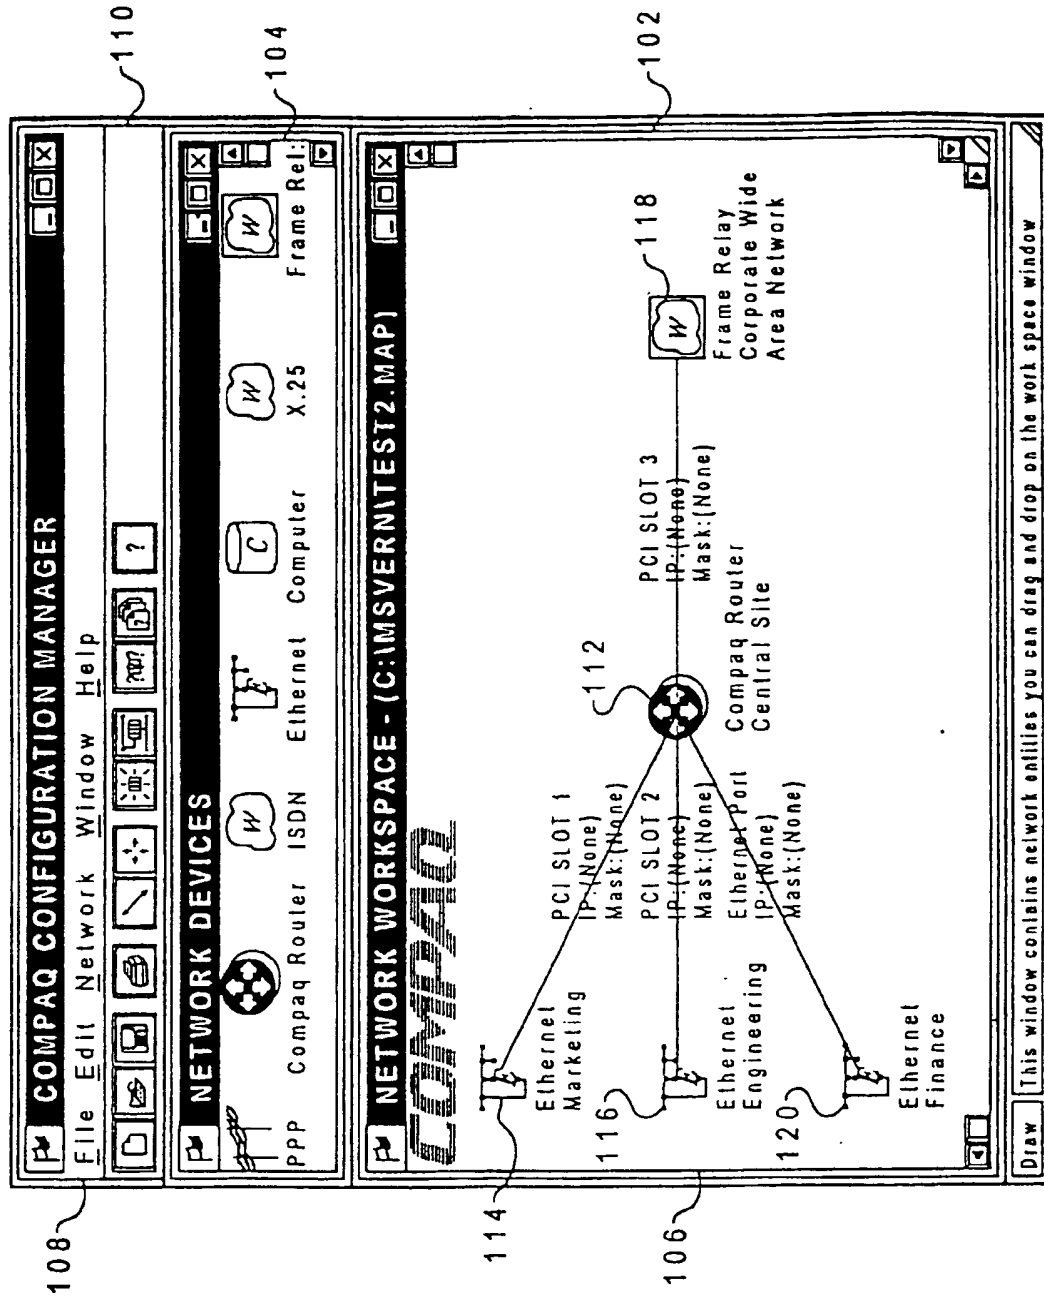 COMPAQ CONFIGURATION MANAGER
File Edit Network Window Help
?
NETWORK DEVICES
PPP
Compaq Router
ISDN
Ethernet
Computer
X.25
Frame Rel:
W
E
C
W
W
NETWORK WORKSPACE - (C:\MSVERN\TEST2.MAP)
COMPAQ
Ethernet
Marketing
Ethernet
Engineering
Ethernet
Finance
PCI SLOT 1
IP:(None)
Mask:(None)
PCI SLOT 2
IP:(None)
Mask:(None)
Ethernet Port
IP:(None)
Mask:(None)
Compaq Router
Central Site
PCI SLOT 3
IP:(None)
Mask:(None)
W
Frame Relay
Corporate Wide
Area Network
Draw
This window contains network entities you can drag and drop on the work space window
108
110
104
102
106
112
114
116
118
120